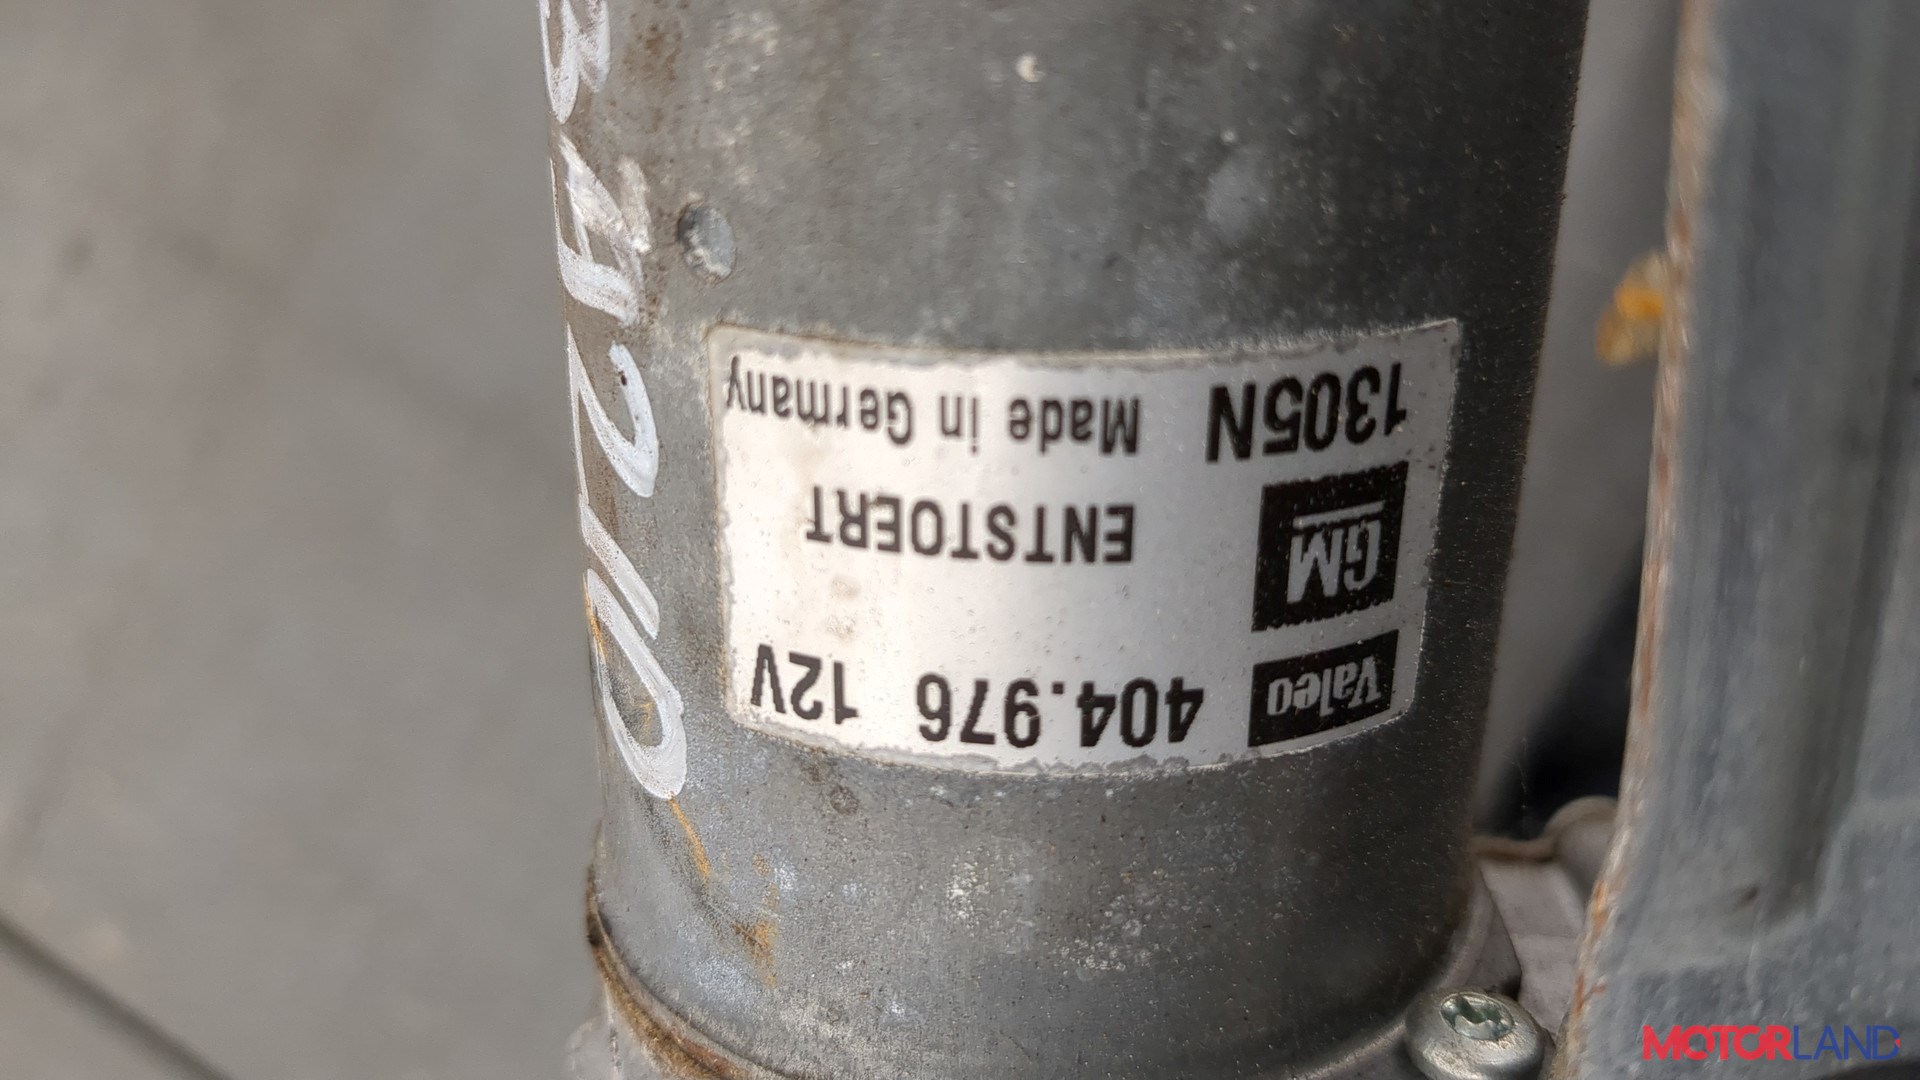 Valeo 404.976 12V
GM ENTSTOERT
1305N Made in Germany
MOTORLAND